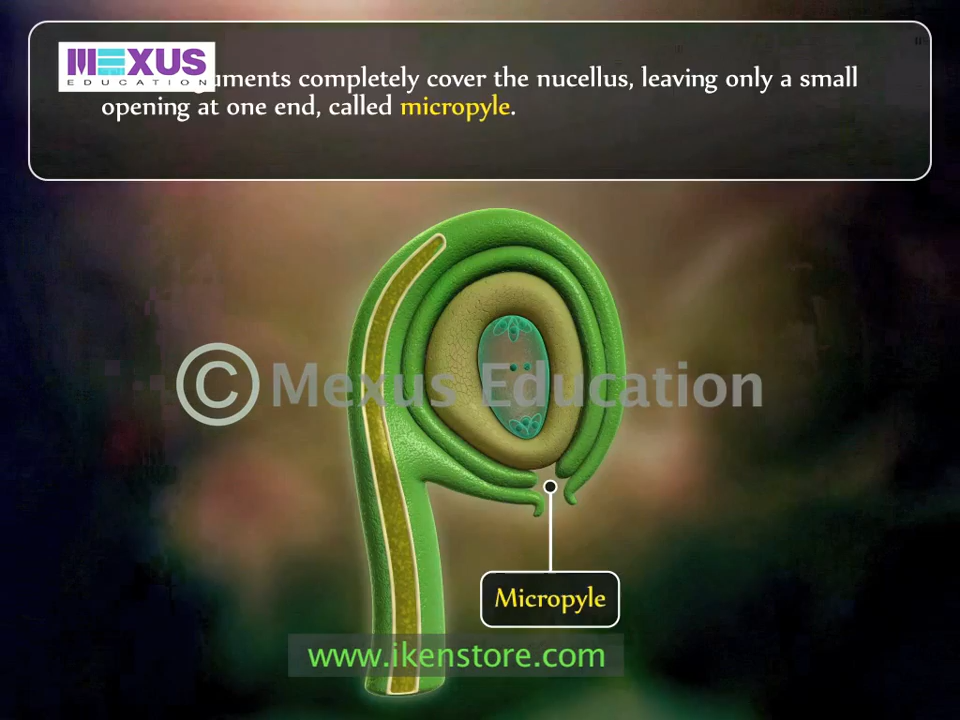 MEXUS
EDUCATION
completely cover the nucellus, leaving only a small
opening at one end, called micropyle.
© Mexus Education
Micropyle
www.ikenstore.com